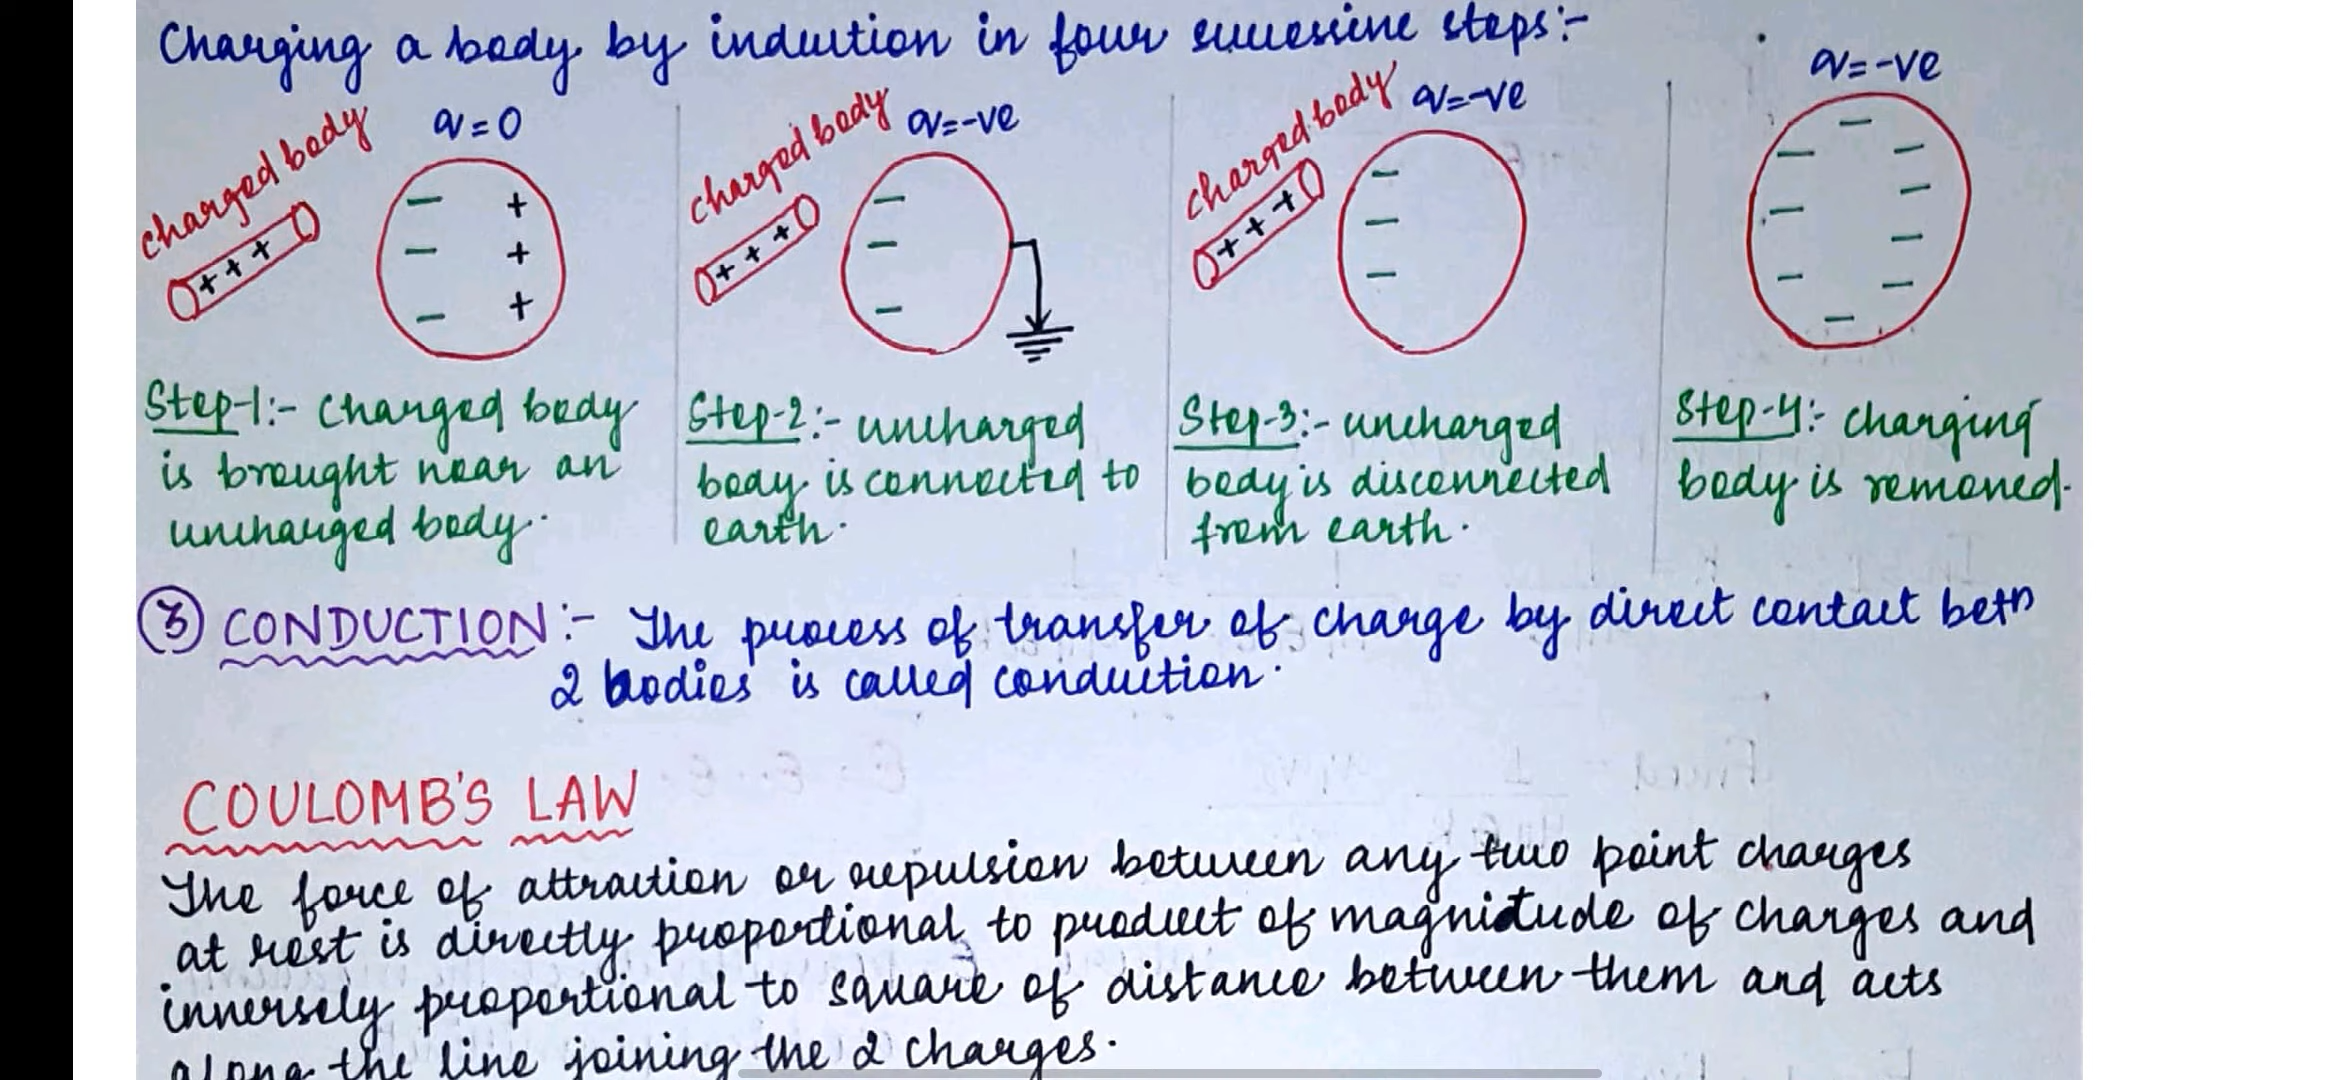 Charging a body by induction in four successive steps:-
charged body
q=0
charged body
q=-ve
charged body
q=-ve
q=-ve
+ + +
- +
- +
- +
+ + +
-
-
-
+ + +
-
-
-
-
- -
-
-
-
- -
-
Step-1:- Charged body
is brought near an
uncharged body.
Step-2:- uncharged
body is connected to
earth.
Step-3:- uncharged
body is disconnected
from earth.
Step-4:- charging
body is removed.
③ CONDUCTION:- The process of transfer of charge by direct contact betn
2 bodies is called conduction.
COULOMB'S LAW
The force of attraction or repulsion between any two point charges
at rest is directly proportional to product of magnitude of charges and
inversely proportional to square of distance between them and acts
along the line joining the 2 charges.